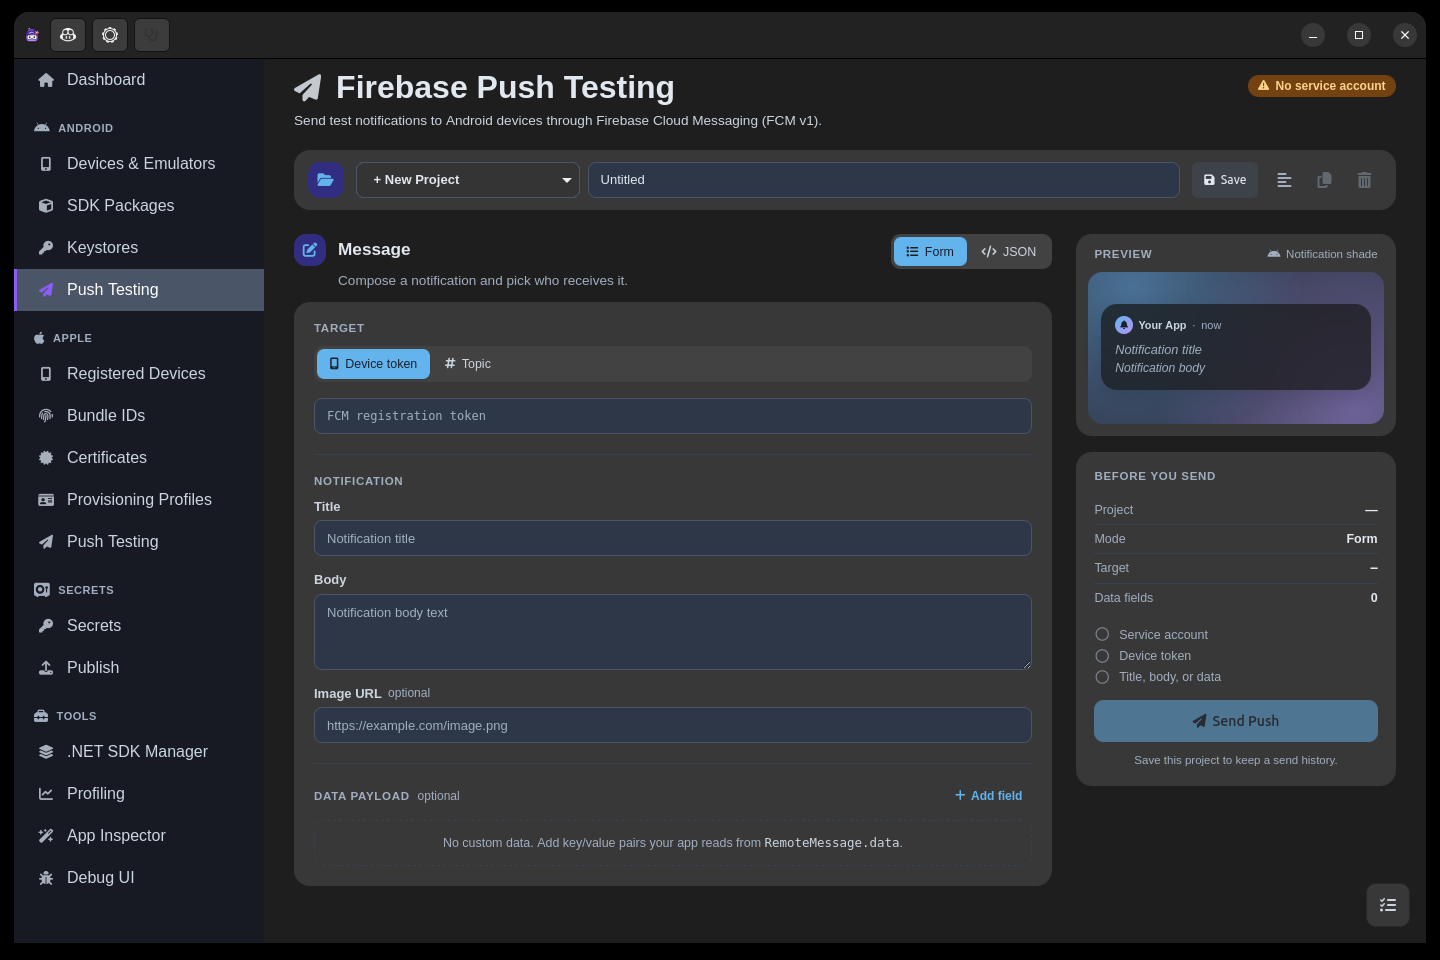 Dashboard
ANDROID
Devices & Emulators
SDK Packages
Keystores
Push Testing
APPLE
Registered Devices
Bundle IDs
Certificates
Provisioning Profiles
Push Testing
SECRETS
Secrets
Publish
TOOLS
.NET SDK Manager
Profiling
App Inspector
Debug UI
Firebase Push Testing
No service account
Send test notifications to Android devices through Firebase Cloud Messaging (FCM v1).
+ New Project
Untitled
Save
Message
Form
JSON
Compose a notification and pick who receives it.
TARGET
Device token
Topic
FCM registration token
NOTIFICATION
Title
Notification title
Body
Notification body text
Image URL optional
https://example.com/image.png
DATA PAYLOAD optional
Add field
No custom data. Add key/value pairs your app reads from RemoteMessage.data.
PREVIEW
Notification shade
Your App · now
Notification title
Notification body
BEFORE YOU SEND
Project —
Mode Form
Target –
Data fields 0
Service account
Device token
Title, body, or data
Send Push
Save this project to keep a send history.